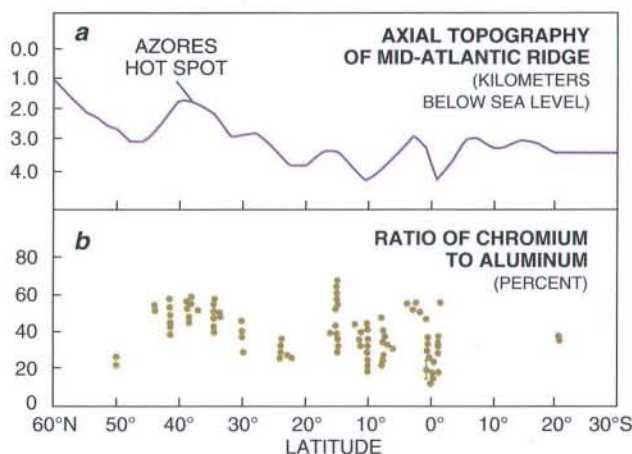 a
AXIAL TOPOGRAPHY
OF MID-ATLANTIC RIDGE
(KILOMETERS
BELOW SEA LEVEL)
AZORES
HOT SPOT
0.0
1.0
2.0
3.0
4.0
b
RATIO OF CHROMIUM
TO ALUMINUM
(PERCENT)
80
60
40
20
0
60°N 50° 40° 30° 20° 10° 0° 10° 20° 30°S
LATITUDE